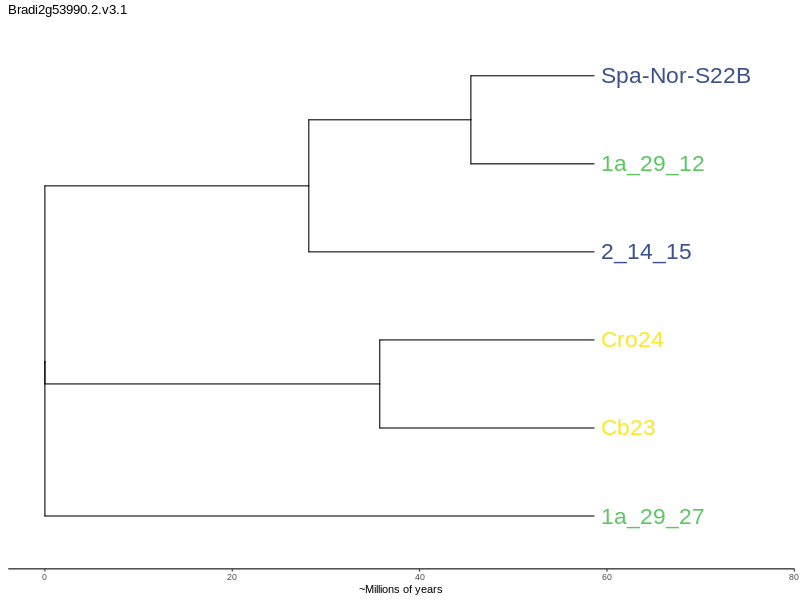 Bradi2g53990.2.v3.1
Spa-Nor-S22B
1a_29_12
2_14_15
Cro24
Cb23
1a_29_27
0 20 40 60 80
~Millions of years